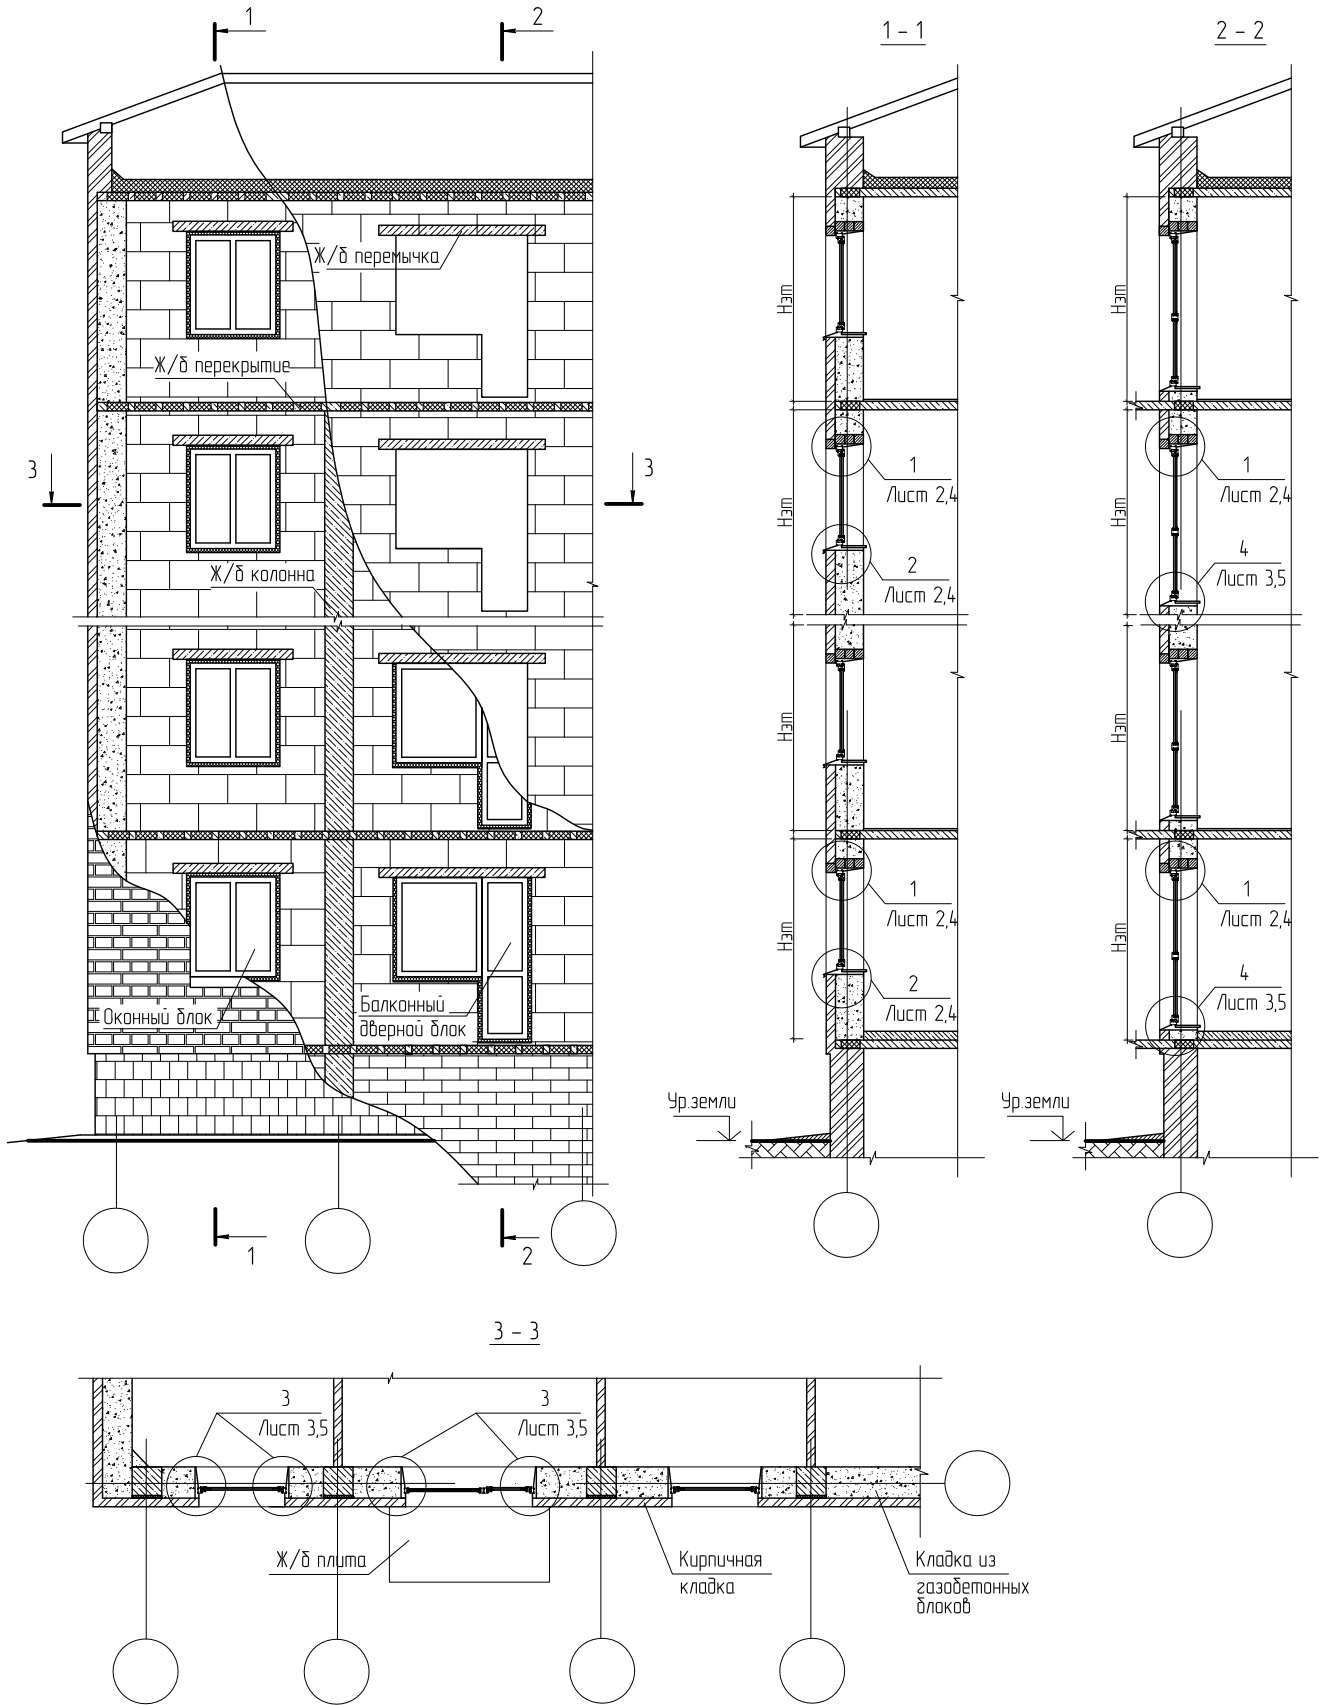 1
2
1 - 1
2 - 2
Ж/б перемычка
Нэт
Нэт
Ж/б перекрытие
3
3
1
Лист 2,4
1
Лист 2,4
Нэт
Нэт
Ж/б колонна
2
Лист 2,4
4
Лист 3,5
Нэт
Нэт
1
Лист 2,4
1
Лист 2,4
Нэт
Нэт
Оконный блок
Балконный
дверной блок
2
Лист 2,4
4
Лист 3,5
Ур.земли
Ур.земли
1
2
3 - 3
3
Лист 3,5
3
Лист 3,5
Ж/б плита
Кирпичная
кладка
Кладка из
газобетонных
блоков